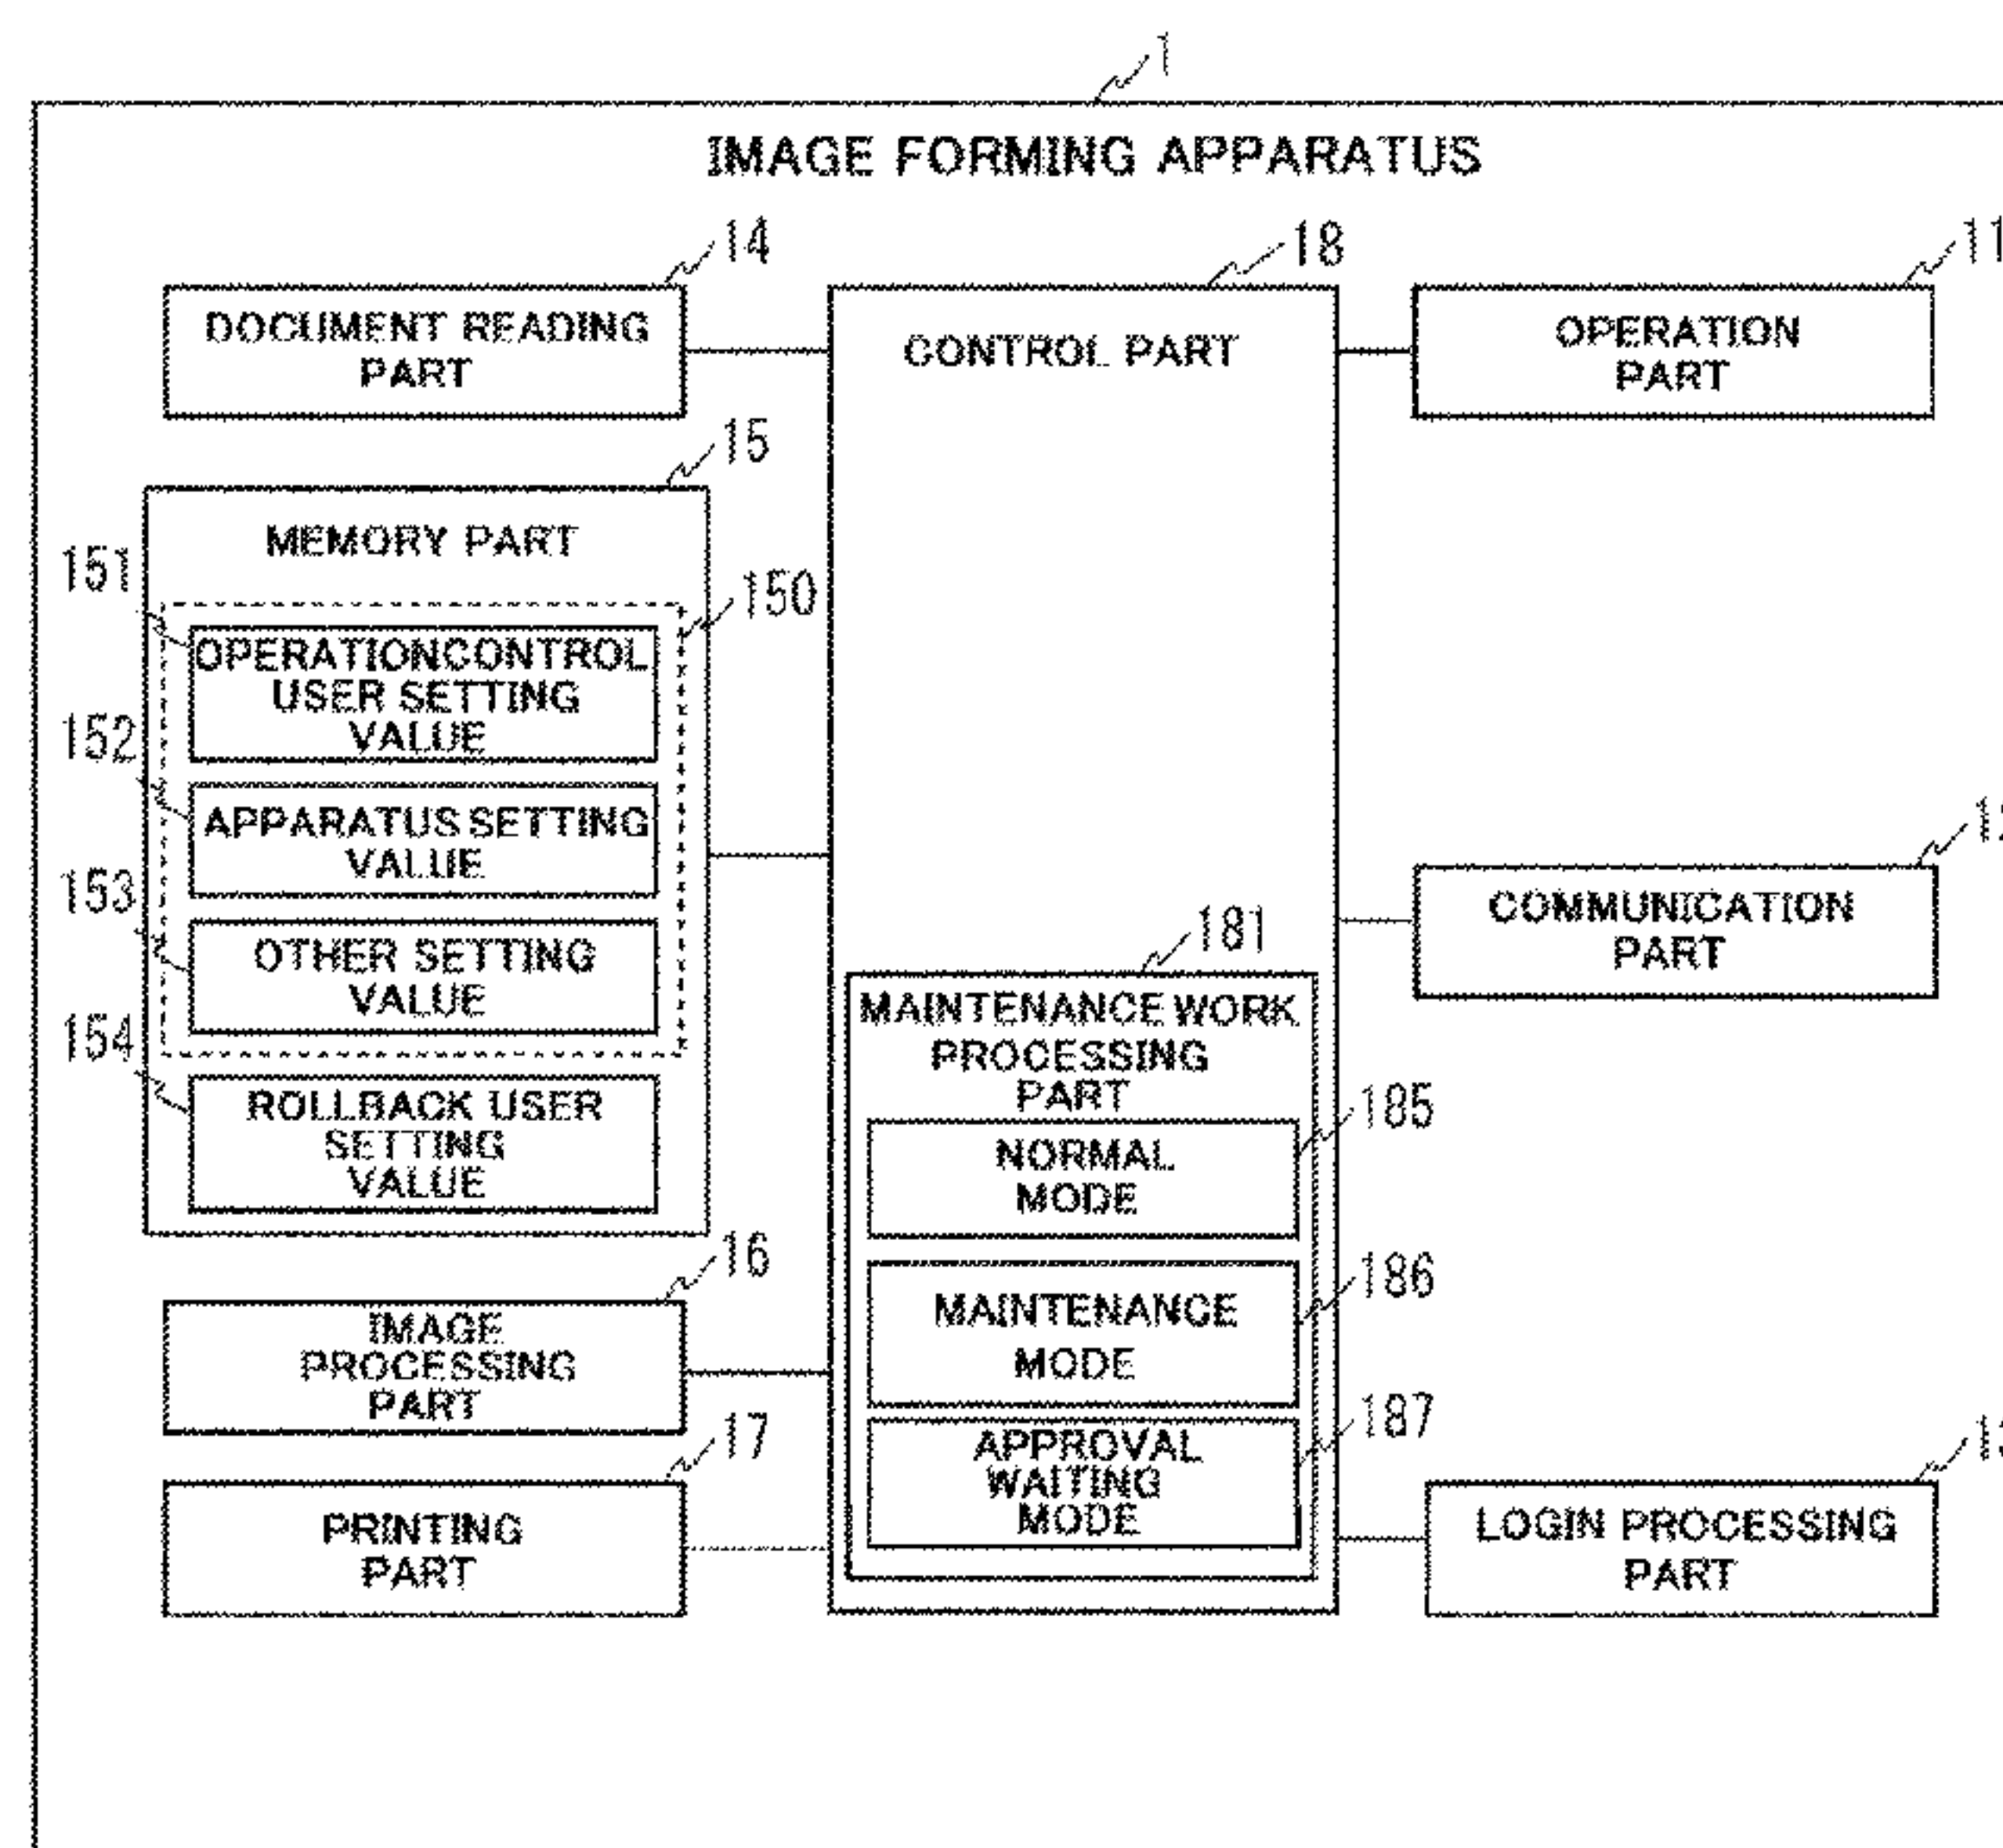 1
IMAGE FORMING APPARATUS
14
DOCUMENT READING
PART
18
CONTROL PART
11
OPERATION
PART
15
MEMORY PART
150
151
OPERATIONCONTROL
USER SETTING
VALUE
152
APPARATUS SETTING
VALUE
153
OTHER SETTING
VALUE
154
ROLLBACK USER
SETTING
VALUE
COMMUNICATION
PART
181
MAINTENANCE WORK
PROCESSING
PART
185
NORMAL
MODE
186
MAINTENANCE
MODE
187
APPROVAL
WAITING
MODE
16
IMAGE
PROCESSING
PART
17
PRINTING
PART
LOGIN PROCESSING
PART